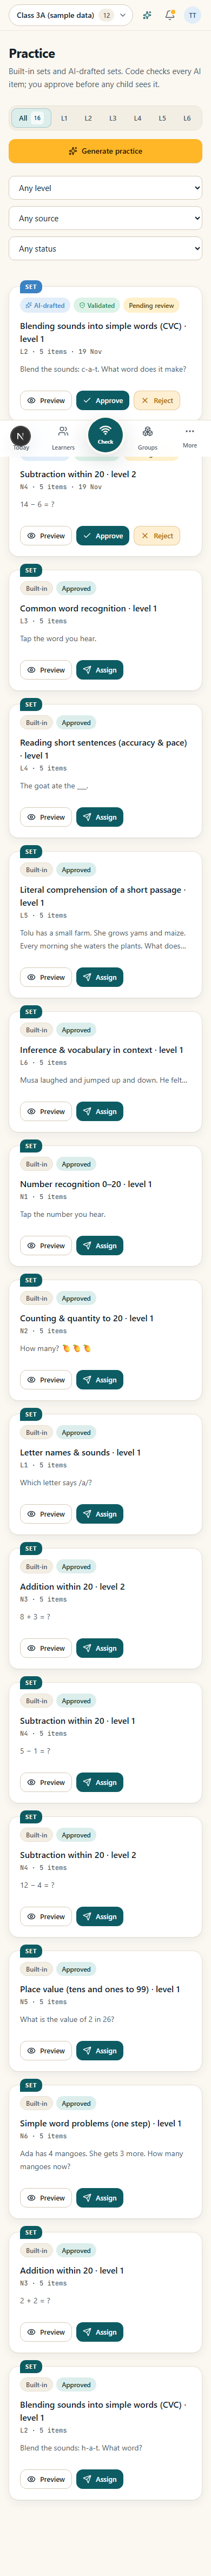 Class 3A (sample data) 12
TT
Practice
Built-in sets and AI-drafted sets. Code checks every AI
item; you approve before any child sees it.
All 16 L1 L2 L3 L4 L5 L6
Generate practice
Any level
Any source
Any status
SET
AI-drafted Validated Pending review
Blending sounds into simple words (CVC) ·
level 1
L2 · 5 items · 19 Nov
Blend the sounds: c-a-t. What word does it make?
Preview Approve Reject
N
Today Learners Check Groups More
Subtraction within 20 · level 2
N4 · 5 items · 19 Nov
14 − 6 = ?
Preview Approve Reject
SET
Built-in Approved
Common word recognition · level 1
L3 · 5 items
Tap the word you hear.
Preview Assign
SET
Built-in Approved
Reading short sentences (accuracy & pace)
· level 1
L4 · 5 items
The goat ate the ___.
Preview Assign
SET
Built-in Approved
Literal comprehension of a short passage ·
level 1
L5 · 5 items
Tolu has a small farm. She grows yams and maize.
Every morning she waters the plants. What does...
Preview Assign
SET
Built-in Approved
Inference & vocabulary in context · level 1
L6 · 5 items
Musa laughed and jumped up and down. He felt...
Preview Assign
SET
Built-in Approved
Number recognition 0–20 · level 1
N1 · 5 items
Tap the number you hear.
Preview Assign
SET
Built-in Approved
Counting & quantity to 20 · level 1
N2 · 5 items
How many? 🥭 🥭 🥭
Preview Assign
SET
Built-in Approved
Letter names & sounds · level 1
L1 · 5 items
Which letter says /a/?
Preview Assign
SET
Built-in Approved
Addition within 20 · level 2
N3 · 5 items
8 + 3 = ?
Preview Assign
SET
Built-in Approved
Subtraction within 20 · level 1
N4 · 5 items
5 − 1 = ?
Preview Assign
SET
Built-in Approved
Subtraction within 20 · level 2
N4 · 5 items
12 − 4 = ?
Preview Assign
SET
Built-in Approved
Place value (tens and ones to 99) · level 1
N5 · 5 items
What is the value of 2 in 26?
Preview Assign
SET
Built-in Approved
Simple word problems (one step) · level 1
N6 · 5 items
Ada has 4 mangoes. She gets 3 more. How many
mangoes now?
Preview Assign
SET
Built-in Approved
Addition within 20 · level 1
N3 · 5 items
2 + 2 = ?
Preview Assign
SET
Built-in Approved
Blending sounds into simple words (CVC) ·
level 1
L2 · 5 items
Blend the sounds: h-a-t. What word?
Preview Assign